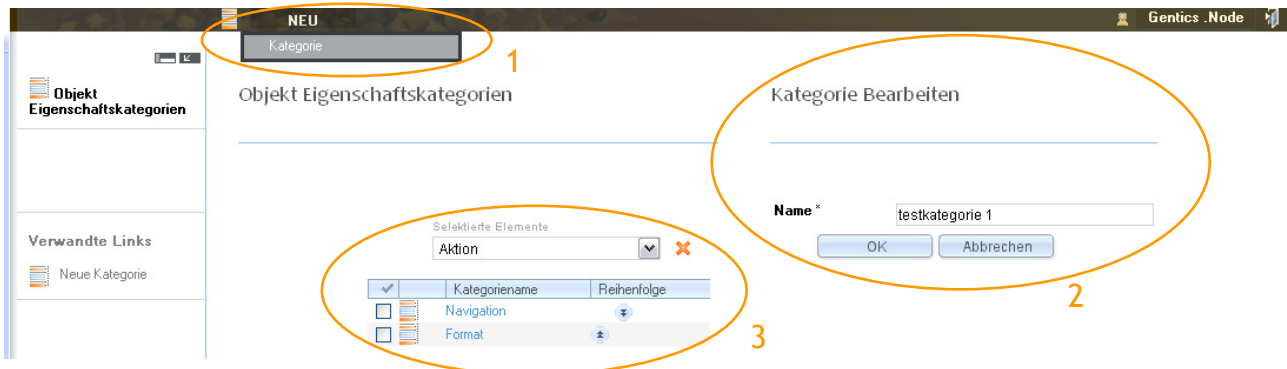 NEU
Gentics .Node
Kategorie
1
Objekt
Eigenschaftskategorien
Verwandte Links
Neue Kategorie
Objekt Eigenschaftskategorien
Selektierte Elemente
Aktion
Kategoriename Reihenfolge
Navigation
Format
3
Kategorie Bearbeiten
Name * testkategorie 1
OK Abbrechen
2